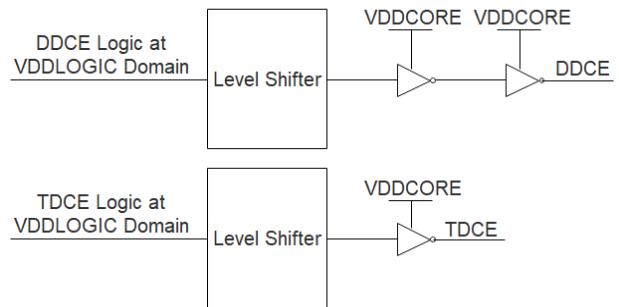 VDDCORE VDDCORE
DDCE Logic at
VDDLOGIC Domain
Level Shifter
DDCE
VDDCORE
TDCE Logic at
VDDLOGIC Domain
Level Shifter
TDCE